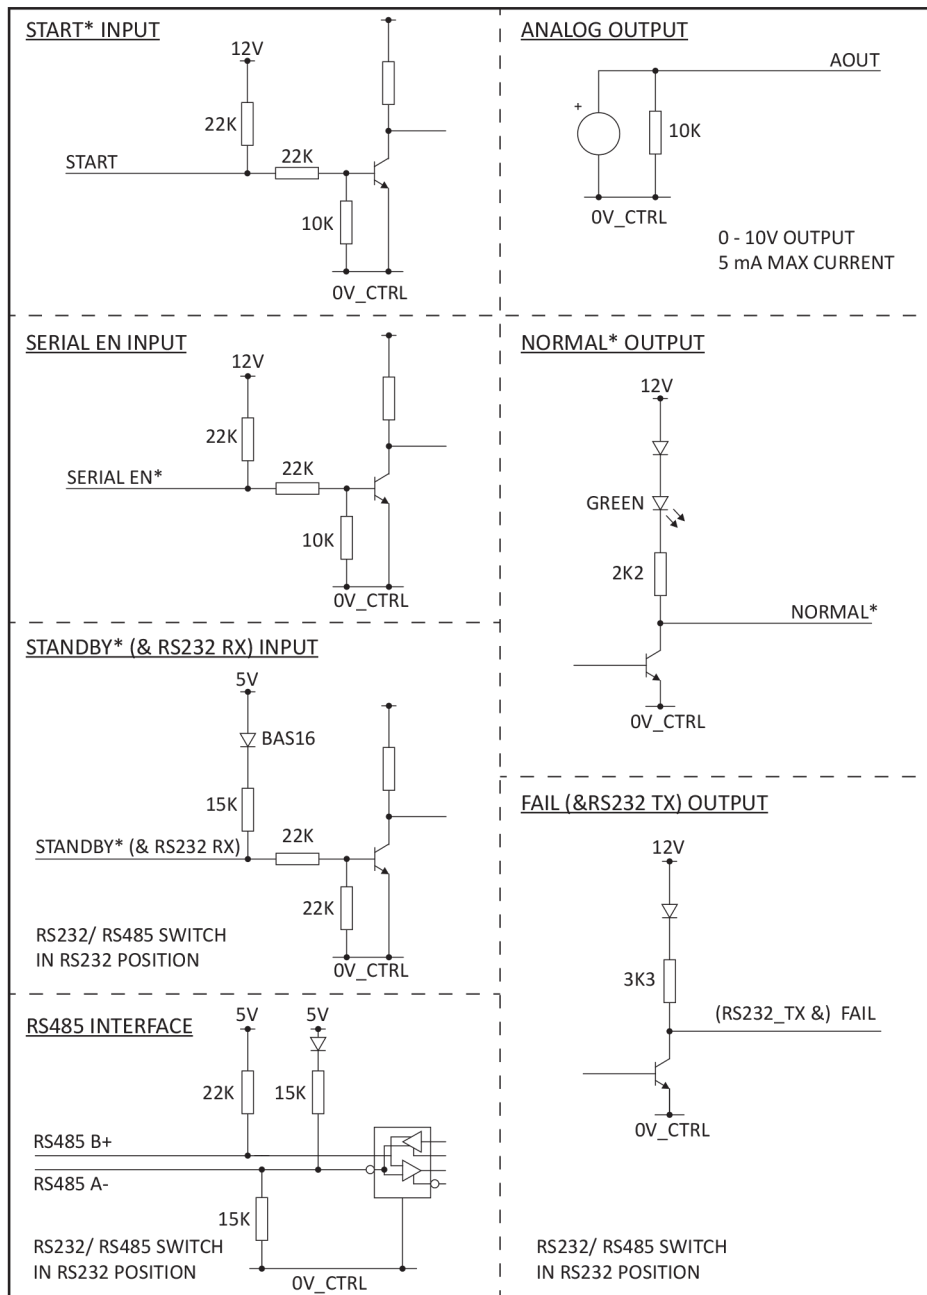 START* INPUT
12V
22K
START
22K
10K
0V_CTRL
SERIAL EN INPUT
12V
22K
SERIAL EN*
22K
10K
0V_CTRL
STANDBY* (& RS232 RX) INPUT
5V
BAS16
15K
STANDBY* (& RS232 RX)
22K
22K
RS232/ RS485 SWITCH
IN RS232 POSITION
0V_CTRL
RS485 INTERFACE
5V
5V
22K
15K
RS485 B+
RS485 A-
15K
RS232/ RS485 SWITCH
IN RS232 POSITION
0V_CTRL
ANALOG OUTPUT
AOUT
+
10K
0V_CTRL
0 - 10V OUTPUT
5 mA MAX CURRENT
NORMAL* OUTPUT
12V
GREEN
2K2
NORMAL*
0V_CTRL
FAIL (&RS232 TX) OUTPUT
12V
3K3
(RS232_TX &) FAIL
0V_CTRL
RS232/ RS485 SWITCH
IN RS232 POSITION